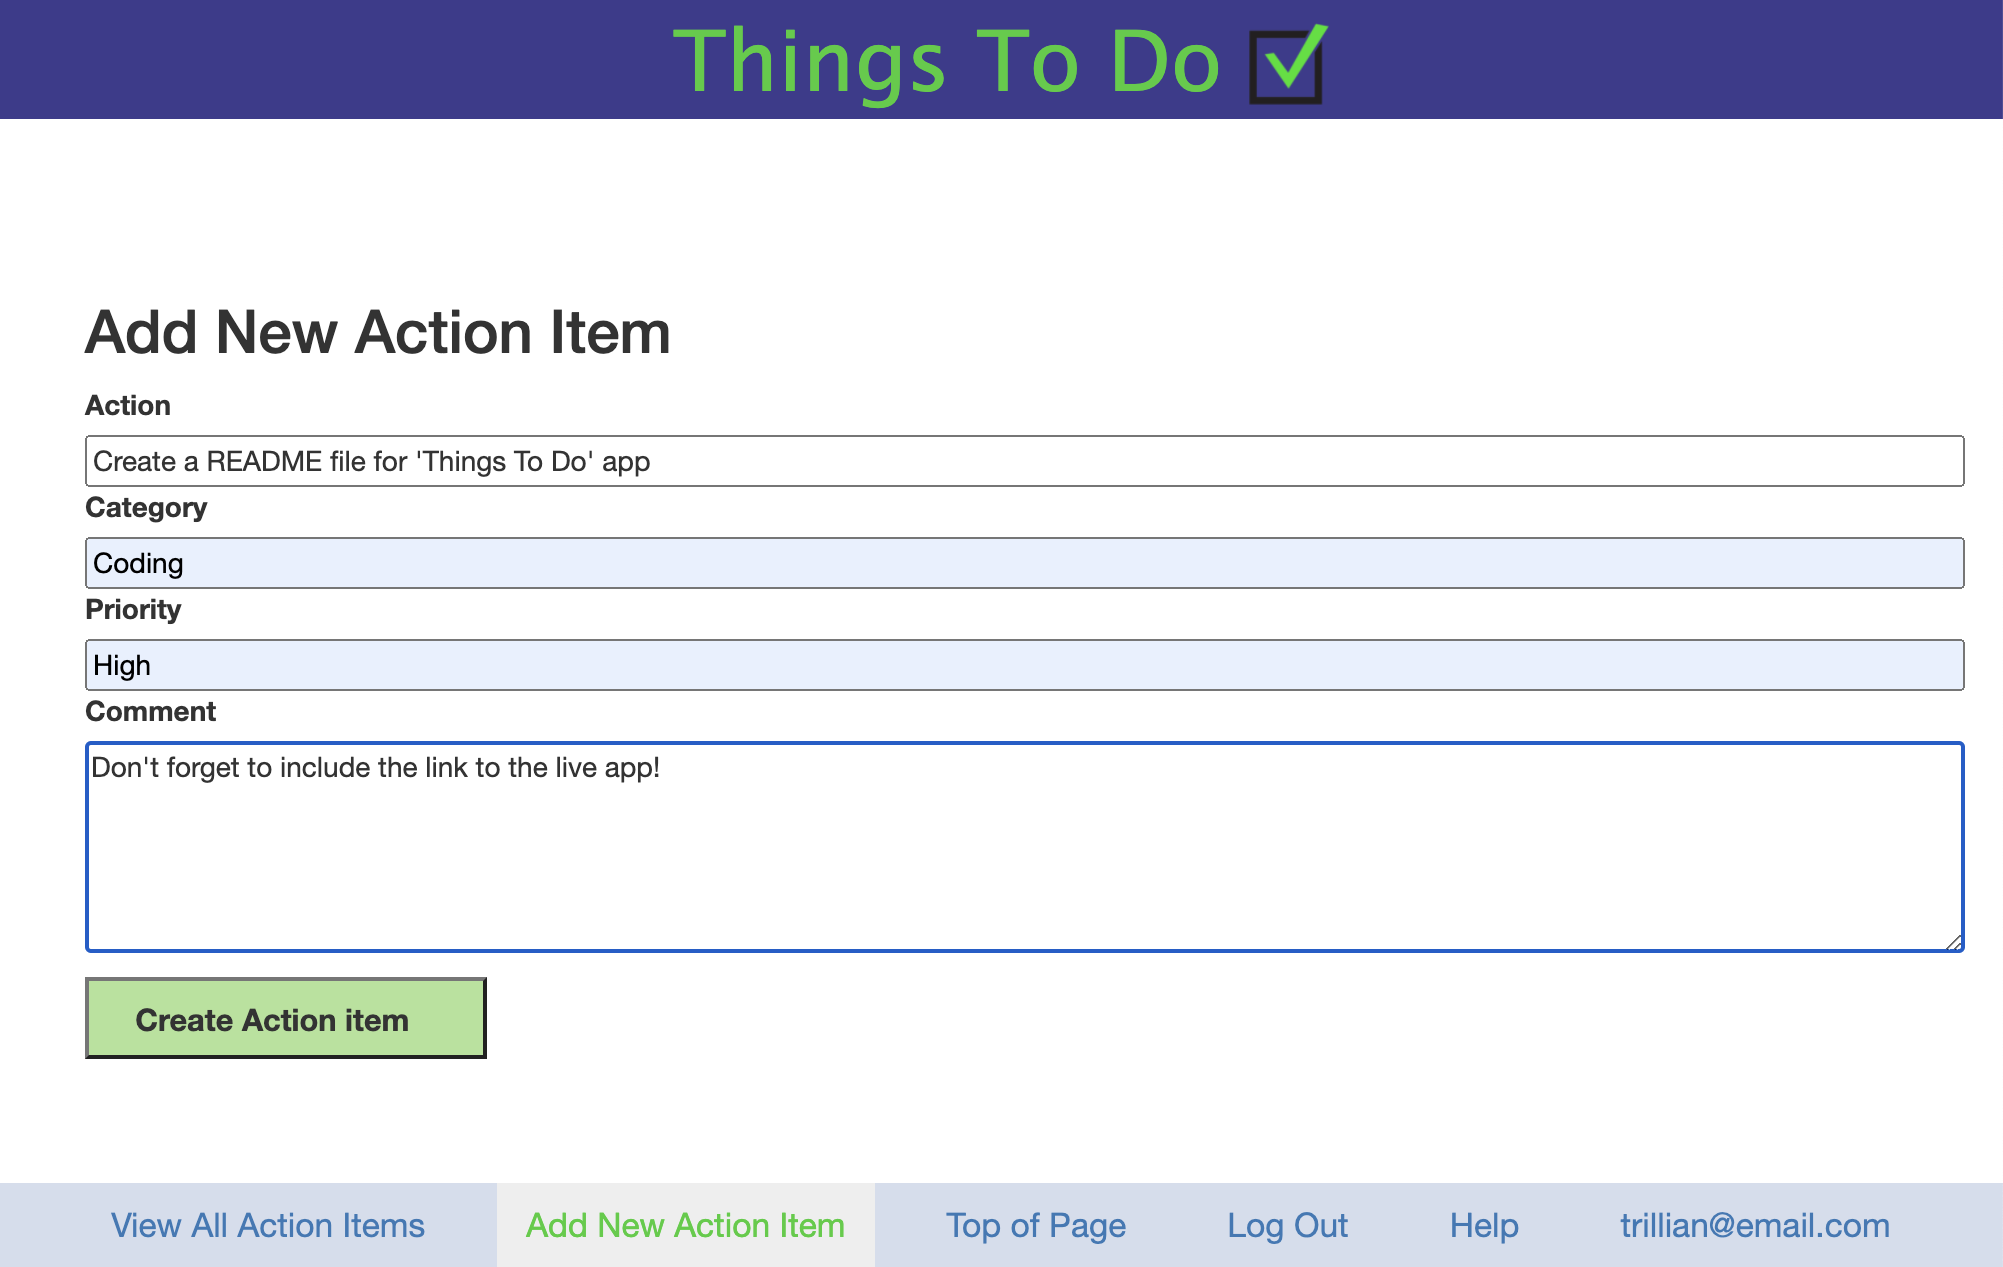 Things To Do
Add New Action Item
Action
Create a README file for 'Things To Do' app
Category
Coding
Priority
High
Comment
Don't forget to include the link to the live app!
Create Action item
View All Action Items Add New Action Item Top of Page Log Out Help trillian@email.com